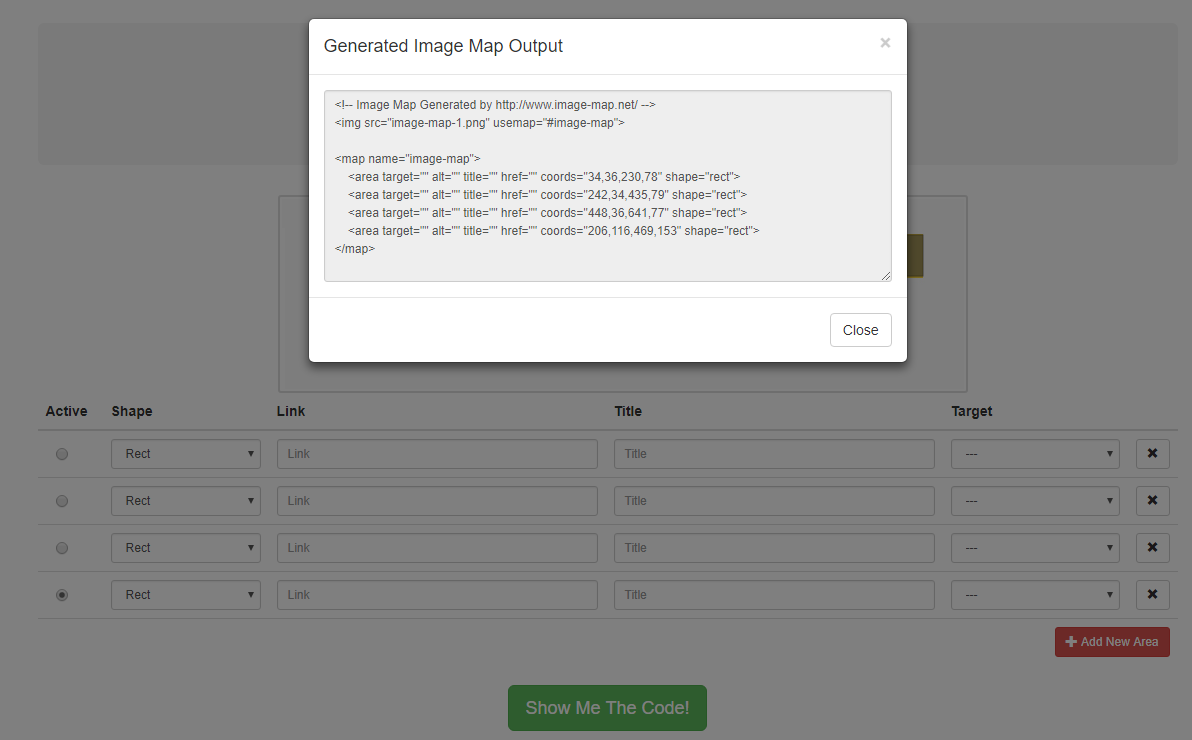 Generated Image Map Output
×
<!-- Image Map Generated by http://www.image-map.net/ -->
<img src="image-map-1.png" usemap="#image-map">
<map name="image-map">
<area target="" alt="" title="" href="" coords="34,36,230,78" shape="rect">
<area target="" alt="" title="" href="" coords="242,34,435,79" shape="rect">
<area target="" alt="" title="" href="" coords="448,36,641,77" shape="rect">
<area target="" alt="" title="" href="" coords="206,116,469,153" shape="rect">
</map>
Close
Active Shape Link Title Target
Rect Link Title ---
Rect Link Title ---
Rect Link Title ---
Rect Link Title ---
Add New Area
Show Me The Code!